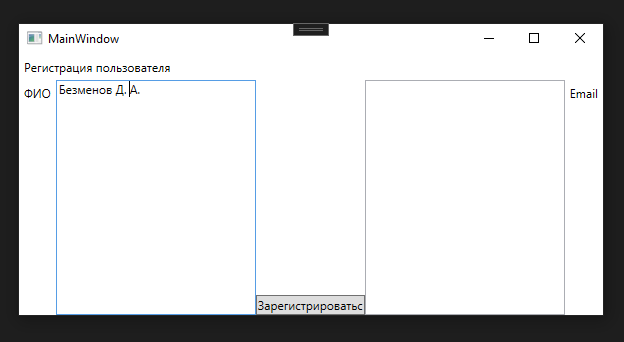 MainWindow
Регистрация пользователя
ФИО
Безменов Д. А.
Email
Зарегистрироватьс